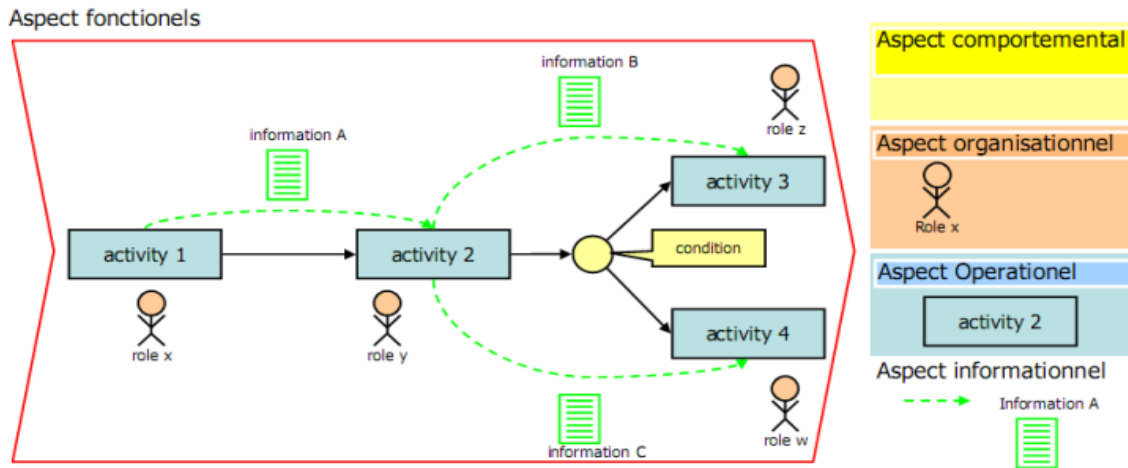 Aspect fonctionels
information B
role z
information A
activity 3
activity 1
activity 2
condition
role x
role y
activity 4
information C
role w
Aspect comportemental
Aspect organisationnel
Role x
Aspect Operationel
activity 2
Aspect informationnel
Information A